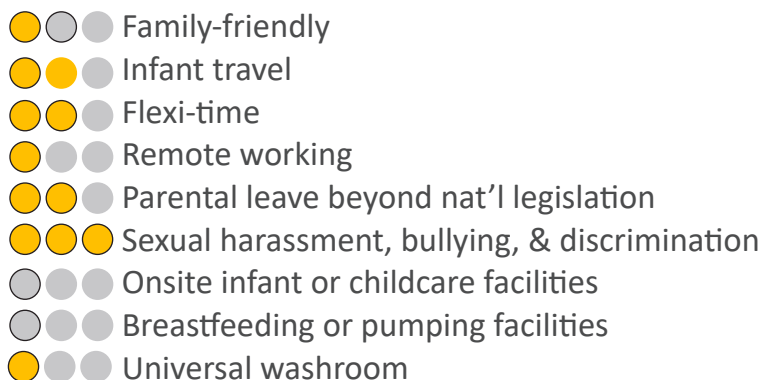 Family-friendly
Infant travel
Flexi-time
Remote working
Parental leave beyond nat’l legislation
Sexual harassment, bullying, & discrimination
Onsite infant or childcare facilities
Breastfeeding or pumping facilities
Universal washroom